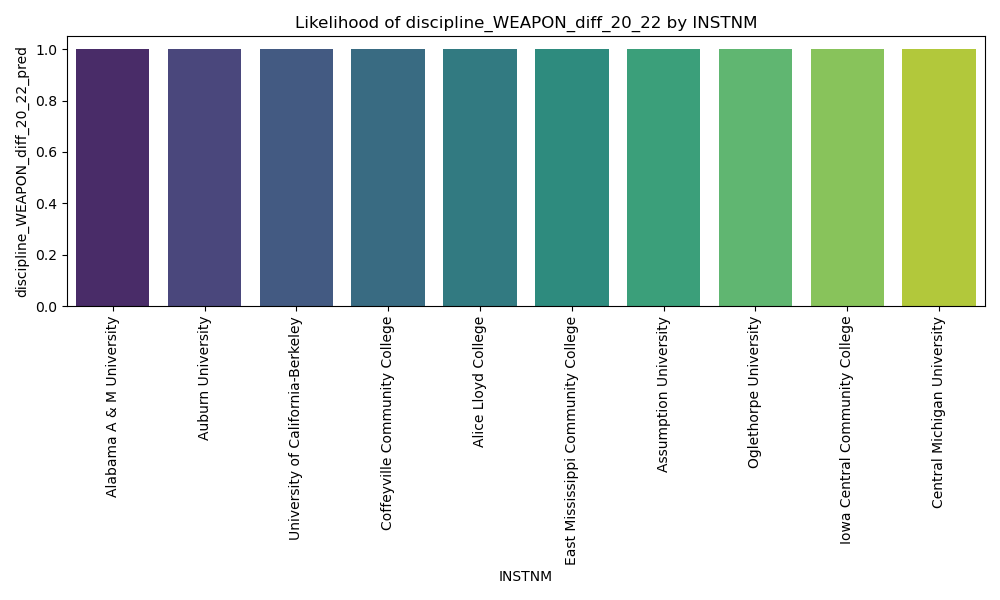 Likelihood of discipline_WEAPON_diff_20_22 by INSTNM
discipline_WEAPON_diff_20_22_pred
1.0
0.8
0.6
0.4
0.2
0.0
Alabama A & M University
Auburn University
University of California-Berkeley
Coffeyville Community College
Alice Lloyd College
East Mississippi Community College
Assumption University
Oglethorpe University
Iowa Central Community College
Central Michigan University
INSTNM